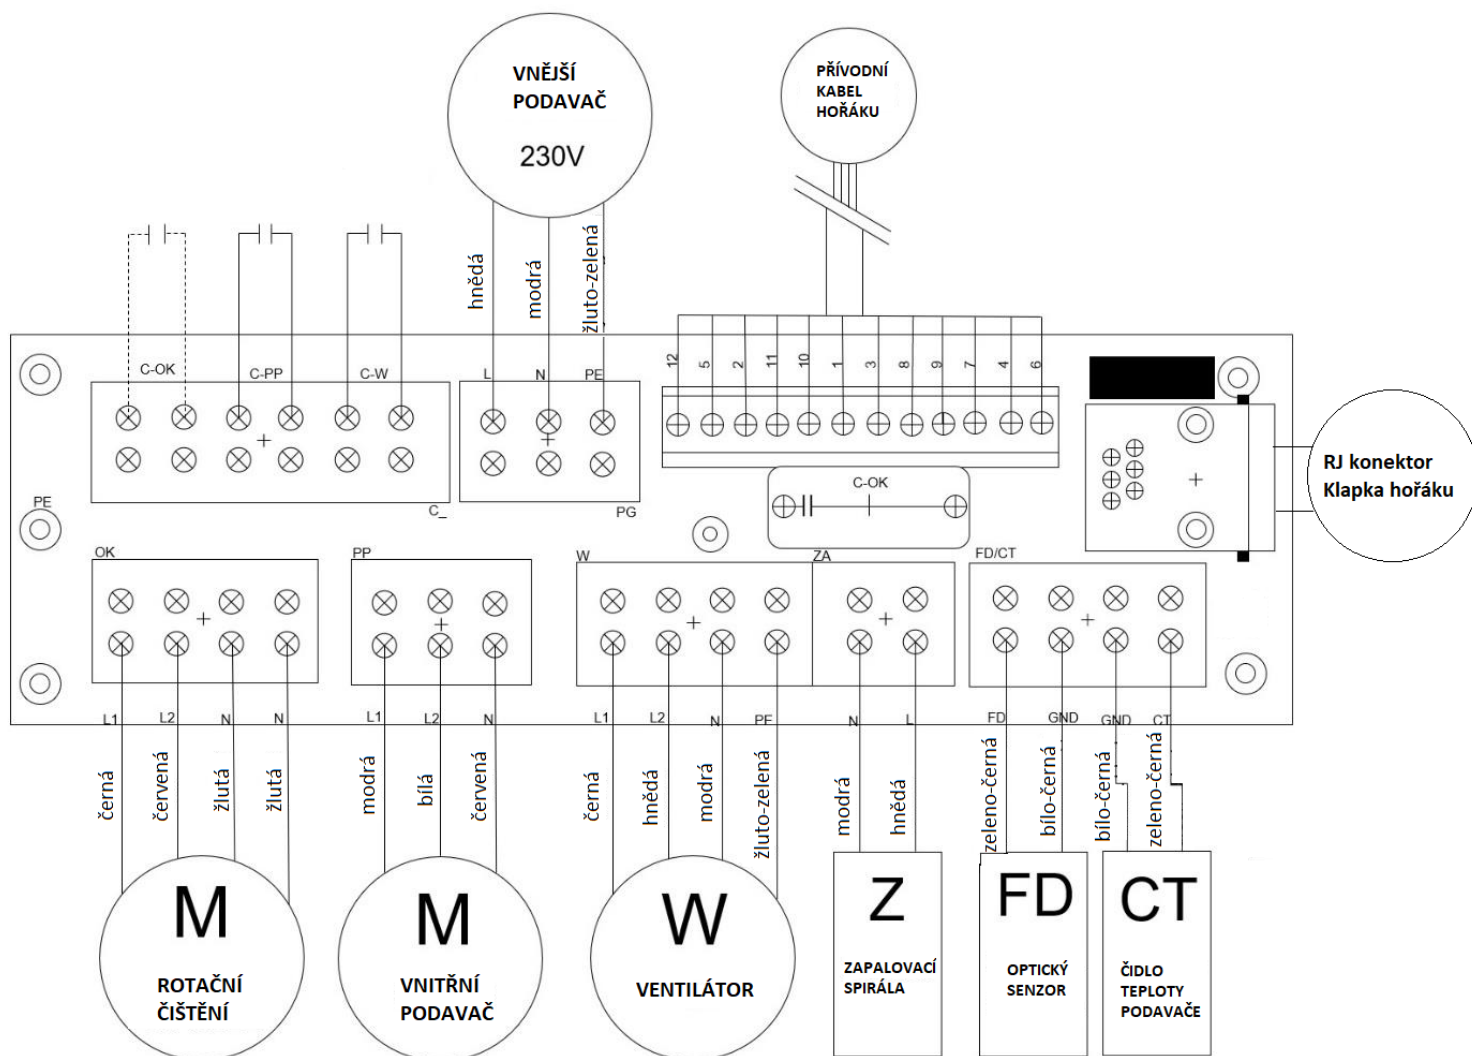 VNĚJŠÍ
PODAVAČ
230V
PŘÍVODNÍ
KABEL
HOŘÁKU
hnědá
modrá
žluto-zelená
C-OK
C-PP
C-W
L
N
PE
12
5
2
11
10
1
3
8
9
7
4
6
PE
C_
PG
C-OK
RJ konektor
Klapka hořáku
OK
PP
W
ZA
FD/CT
L1
L2
N
N
L1
L2
N
L1
L2
N
PE
N
L
FD
GND
GND
CT
černá
červená
žlutá
žlutá
modrá
bílá
červená
černá
hnědá
modrá
žluto-zelená
modrá
hnědá
zeleno-černá
bílo-černá
bílo-černá
zeleno-černá
M
ROTAČNÍ
ČIŠTĚNÍ
M
VNITŘNÍ
PODAVAČ
W
VENTILÁTOR
Z
ZAPALOVACÍ
SPIRÁLA
FD
OPTICKÝ
SENZOR
CT
ČIDLO
TEPLOTY
PODAVAČE